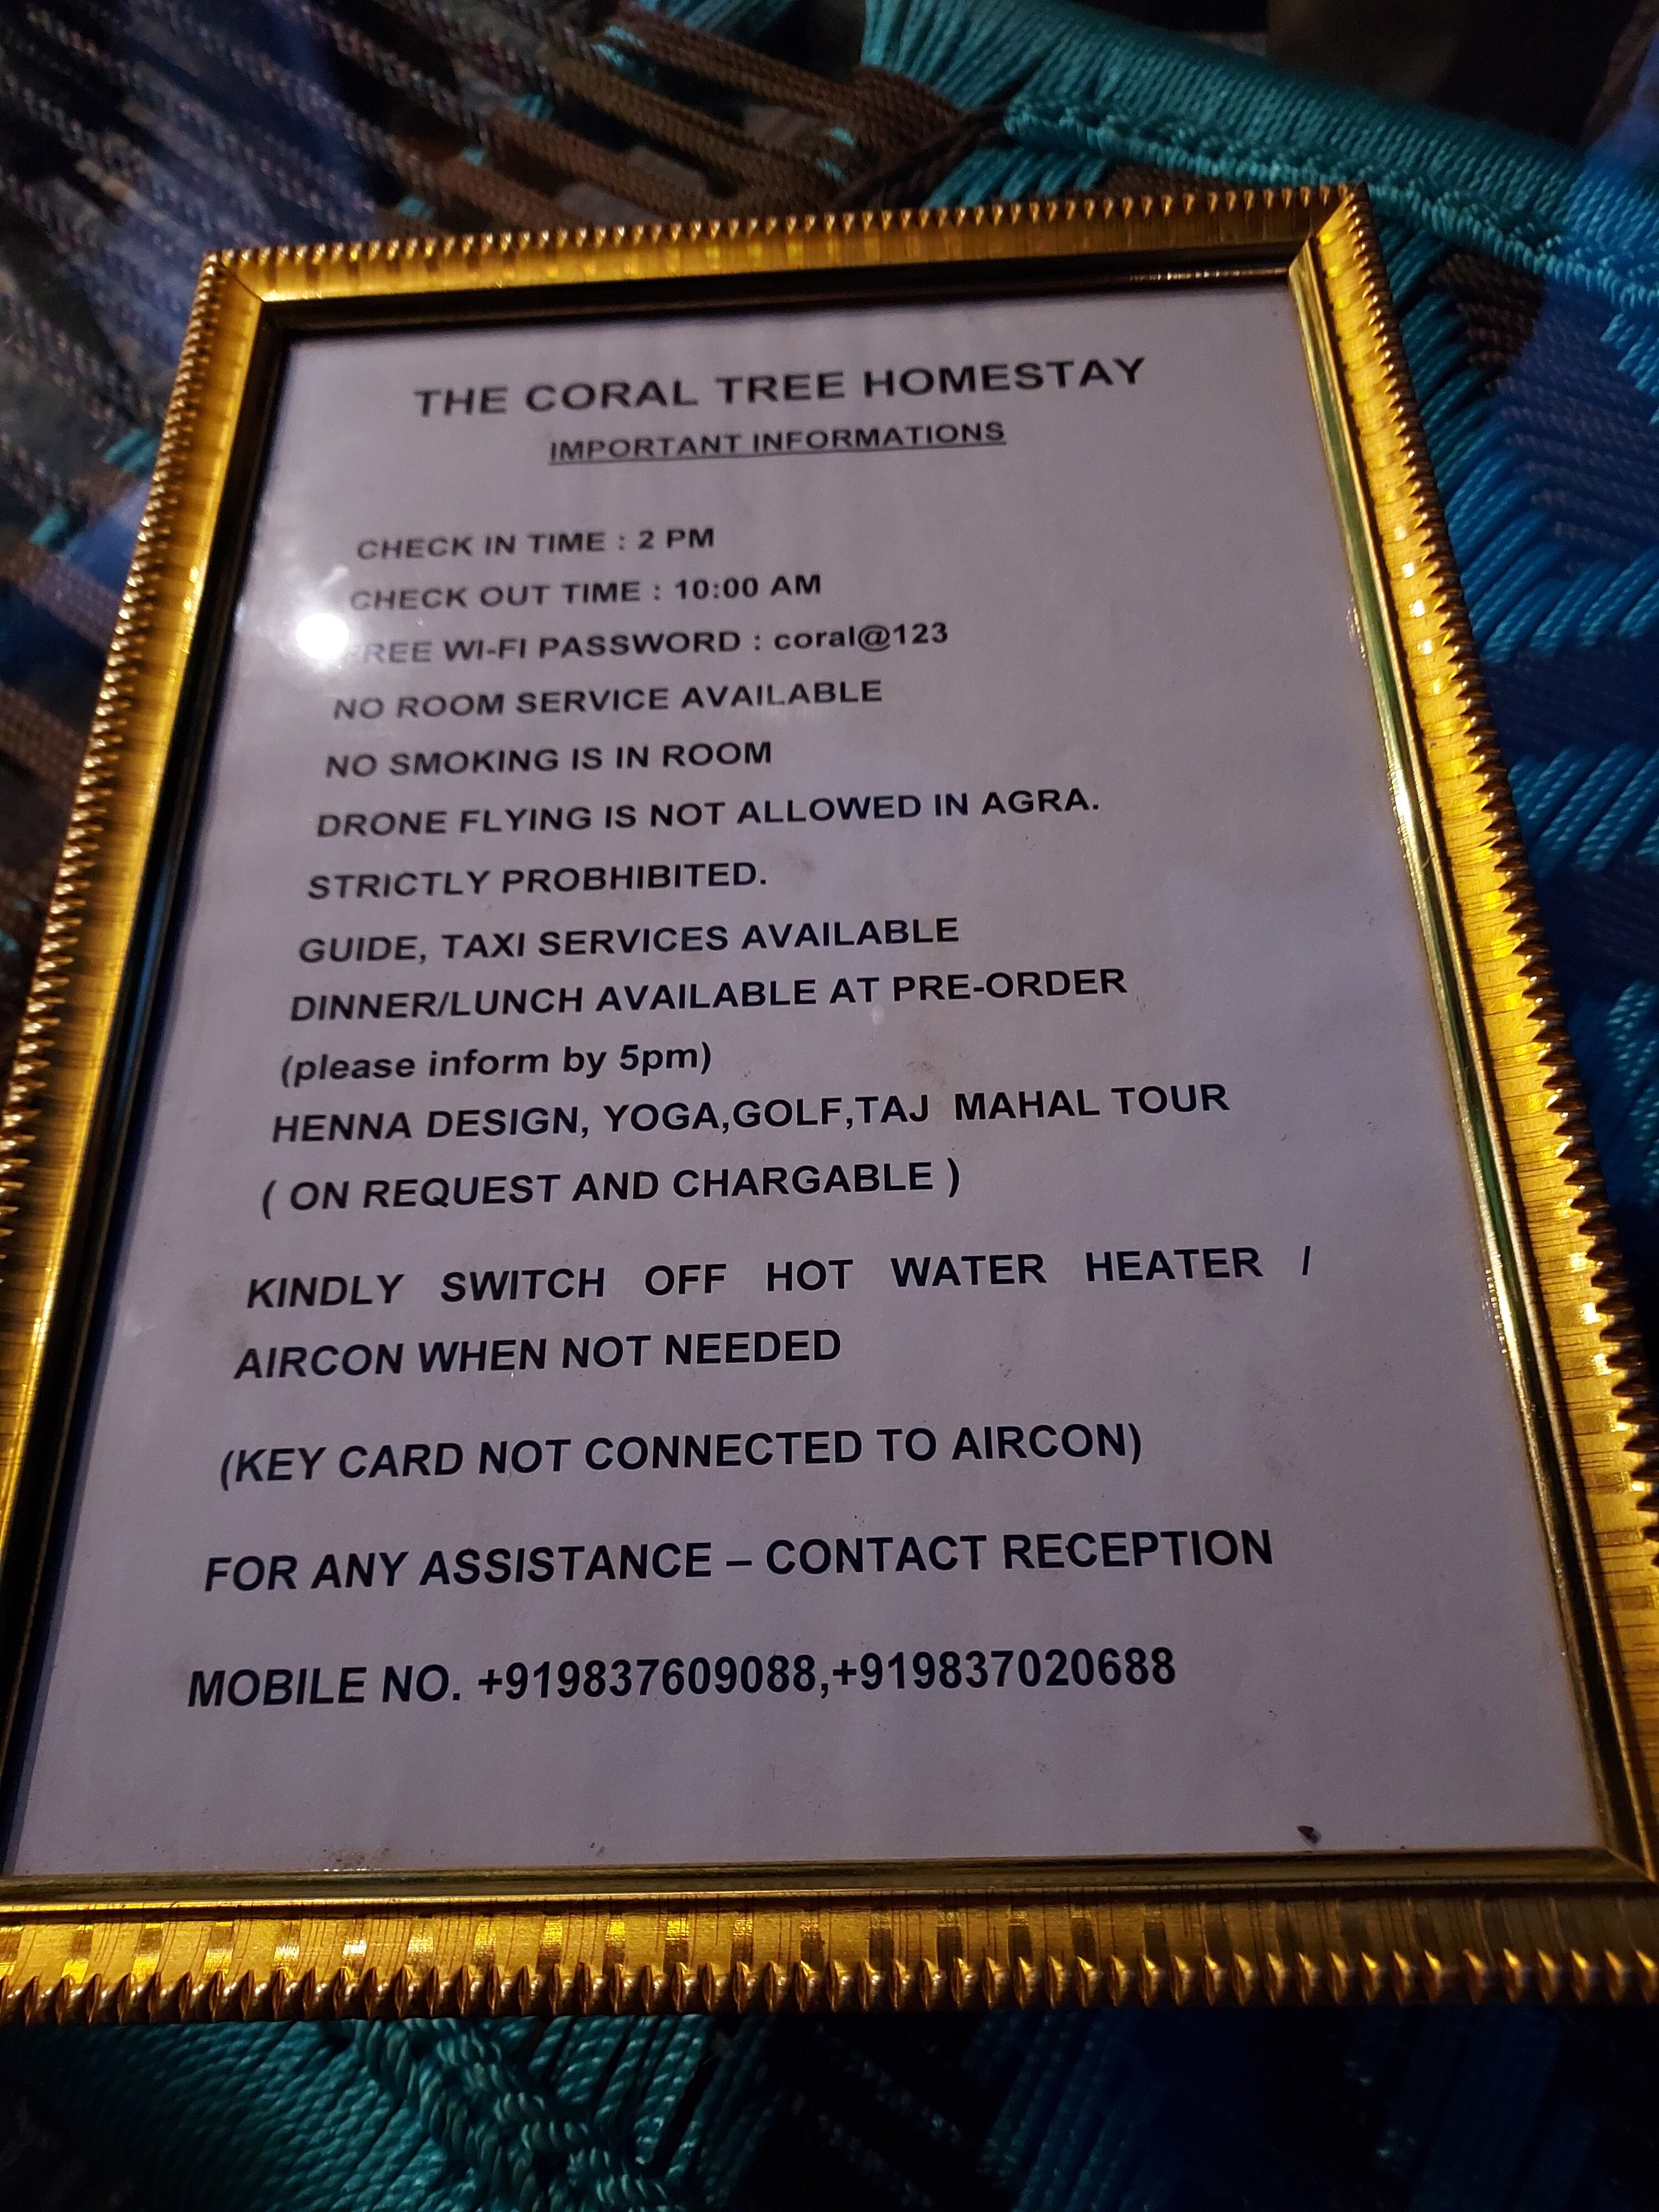 THE CORAL TREE HOMESTAY
IMPORTANT INFORMATIONS
CHECK IN TIME : 2 PM
CHECK OUT TIME : 10:00 AM
FREE WI-FI PASSWORD : coral@123
NO ROOM SERVICE AVAILABLE
NO SMOKING IS IN ROOM
DRONE FLYING IS NOT ALLOWED IN AGRA.
STRICTLY PROBHIBITED.
GUIDE, TAXI SERVICES AVAILABLE
DINNER/LUNCH AVAILABLE AT PRE-ORDER
(please inform by 5pm)
HENNA DESIGN, YOGA,GOLF,TAJ MAHAL TOUR
( ON REQUEST AND CHARGABLE )
KINDLY SWITCH OFF HOT WATER HEATER /
AIRCON WHEN NOT NEEDED
(KEY CARD NOT CONNECTED TO AIRCON)
FOR ANY ASSISTANCE – CONTACT RECEPTION
MOBILE NO. +919837609088,+919837020688